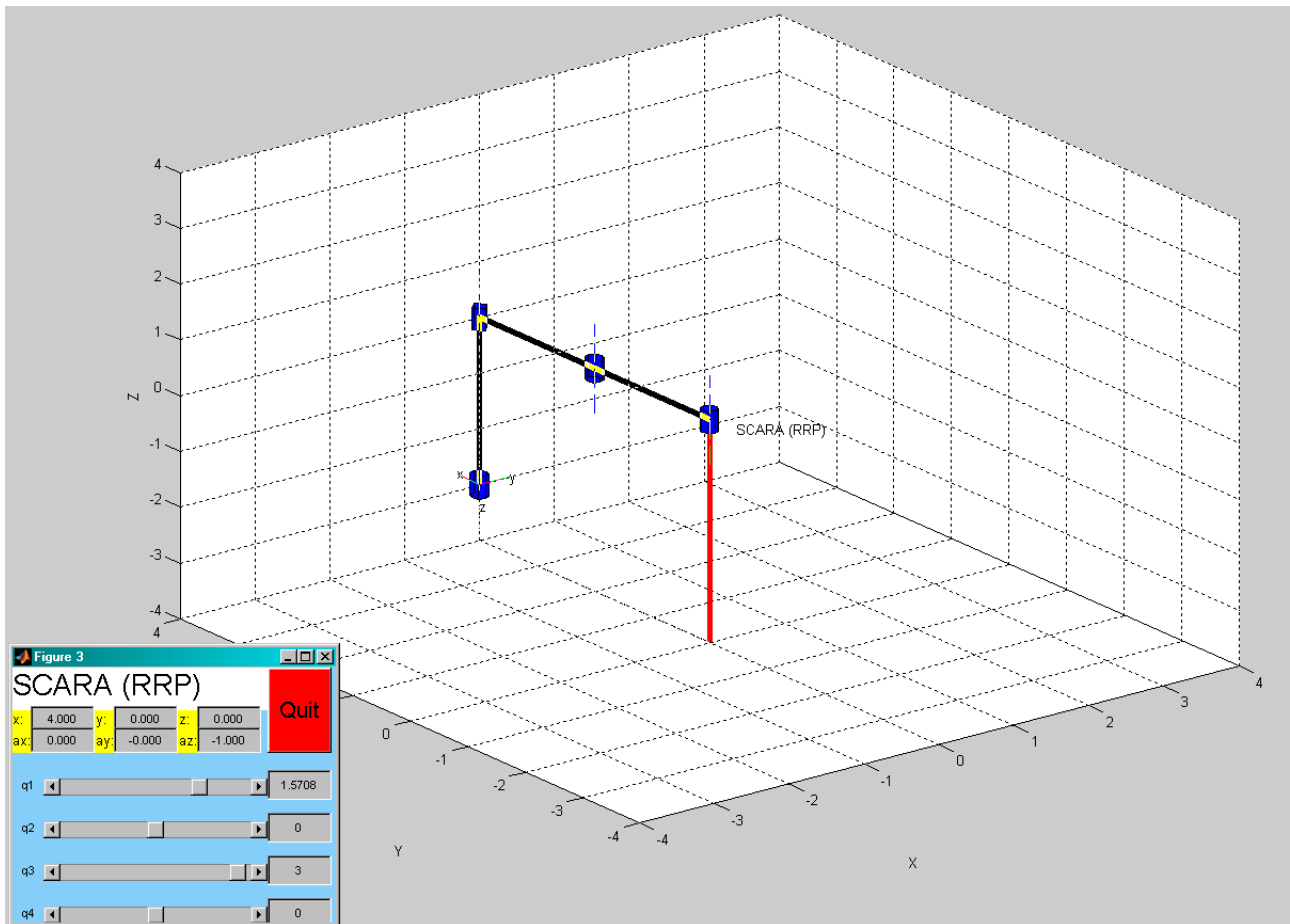 4
3
2
1
0
-1
-2
-3
-4
Z
x
y
z
SCARA (RRP)
4
0
-1
-2
-3
-4
Y
-4
-3
-2
-1
0
1
2
3
4
X
Figure 3
SCARA (RRP)
Quit
x: 4.000 y: 0.000 z: 0.000
ax: 0.000 ay: -0.000 az: -1.000
q1 1.5708
q2 0
q3 3
q4 0